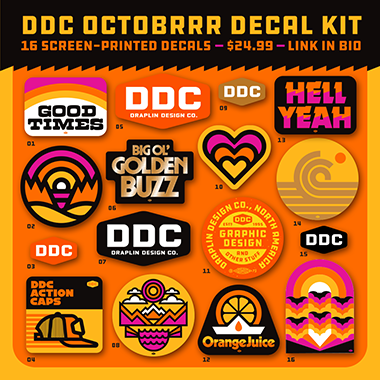 DDC OCTOBRRR DECAL KIT
16 SCREEN-PRINTED DECALS – $24.99 – LINK IN BIO
GOOD
TIMES
01
DDC
DRAPLIN DESIGN CO.
05
DDC
09
HELL
YEAH
13
02
BIG OL'
GOLDEN
BUZZ
06
10
14
DDC
03
DDC
DRAPLIN DESIGN CO.
07
DRAPLIN DESIGN CO., NORTH AMERICA
DDC
GRAPHIC
DESIGN
AND
OTHER STUFF
11
DDC
15
DDC
ACTION
CAPS
04
08
OrangeJuice
12
16